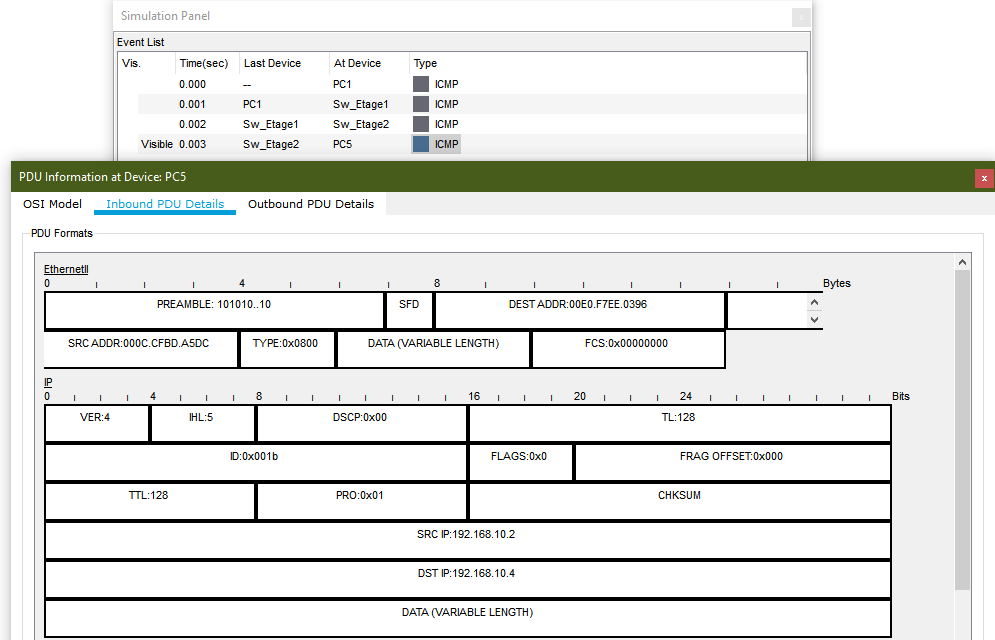 Simulation Panel
x
Event List
Vis. Time(sec) Last Device At Device Type
0.000 -- PC1 ICMP
0.001 PC1 Sw_Etage1 ICMP
0.002 Sw_Etage1 Sw_Etage2 ICMP
Visible 0.003 Sw_Etage2 PC5 ICMP
PDU Information at Device: PC5
x
OSI Model Inbound PDU Details Outbound PDU Details
PDU Formats
EthernetII
0 4 8 Bytes
PREAMBLE: 101010..10 SFD DEST ADDR:00E0.F7EE.0396
SRC ADDR:000C.CFBD.A5DC TYPE:0x0800 DATA (VARIABLE LENGTH) FCS:0x00000000
IP
0 4 8 16 20 24 Bits
VER:4 IHL:5 DSCP:0x00 TL:128
ID:0x001b FLAGS:0x0 FRAG OFFSET:0x000
TTL:128 PRO:0x01 CHKSUM
SRC IP:192.168.10.2
DST IP:192.168.10.4
DATA (VARIABLE LENGTH)